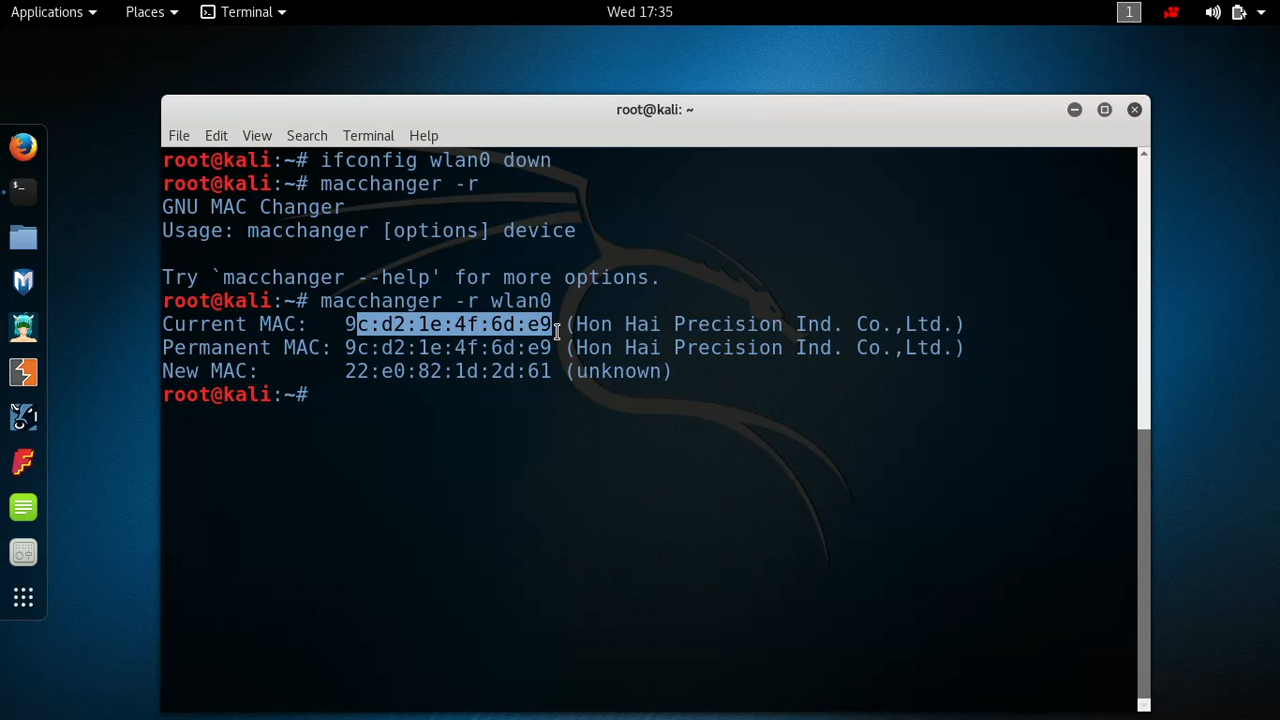 Applications Places Terminal Wed 17:35 1
root@kali: ~
File Edit View Search Terminal Help
root@kali:~# ifconfig wlan0 down
root@kali:~# macchanger -r
GNU MAC Changer
Usage: macchanger [options] device
Try `macchanger --help' for more options.
root@kali:~# macchanger -r wlan0
Current MAC:   9c:d2:1e:4f:6d:e9 (Hon Hai Precision Ind. Co.,Ltd.)
Permanent MAC: 9c:d2:1e:4f:6d:e9 (Hon Hai Precision Ind. Co.,Ltd.)
New MAC:       22:e0:82:1d:2d:61 (unknown)
root@kali:~#